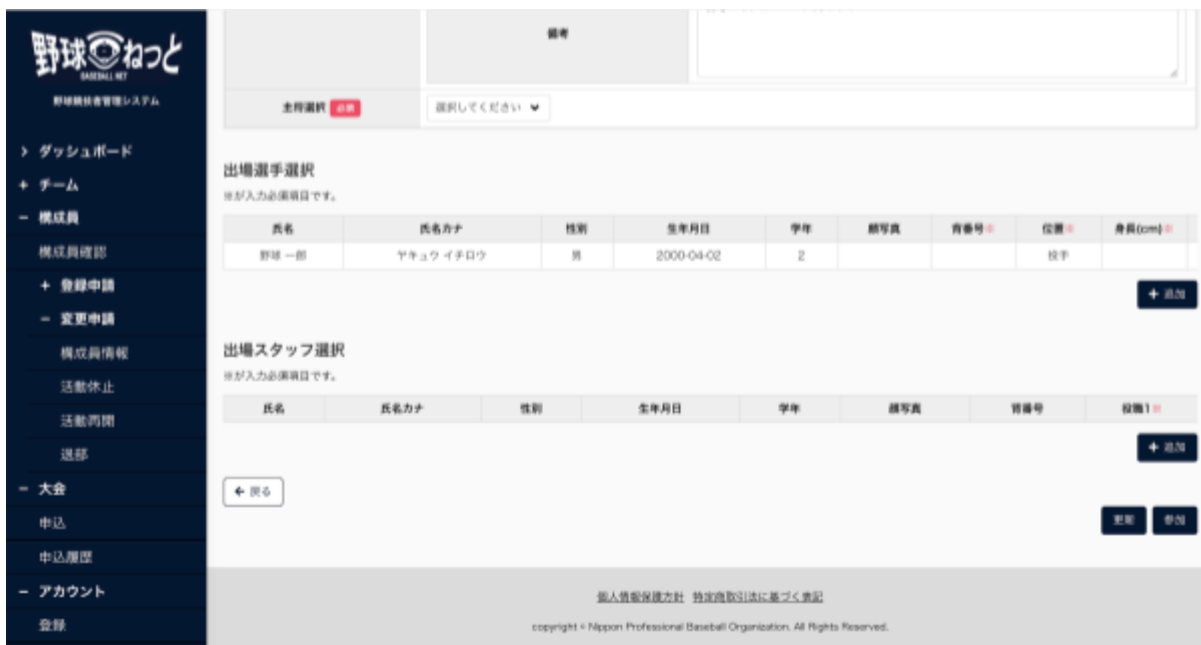 野球ねっと
BASEBALL NET
野球競技者管理システム
ダッシュボード
+ チーム
− 構成員
構成員確認
+ 登録申請
− 変更申請
構成員情報
活動休止
活動再開
退部
− 大会
申込
申込履歴
− アカウント
登録
備考
主将選択 必須
選択してください
出場選手選択
※が入力必須項目です。
氏名 氏名カナ 性別 生年月日 学年 顔写真 背番号※ 位置※ 身長(cm)※
野球 一郎 ヤキュウ イチロウ 男 2000-04-02 2 投手
+ 追加
出場スタッフ選択
※が入力必須項目です。
氏名 氏名カナ 性別 生年月日 学年 顔写真 背番号 役職1※
+ 追加
← 戻る
更新 参加
個人情報保護方針 特定商取引法に基づく表記
copyright © Nippon Professional Baseball Organization. All Rights Reserved.